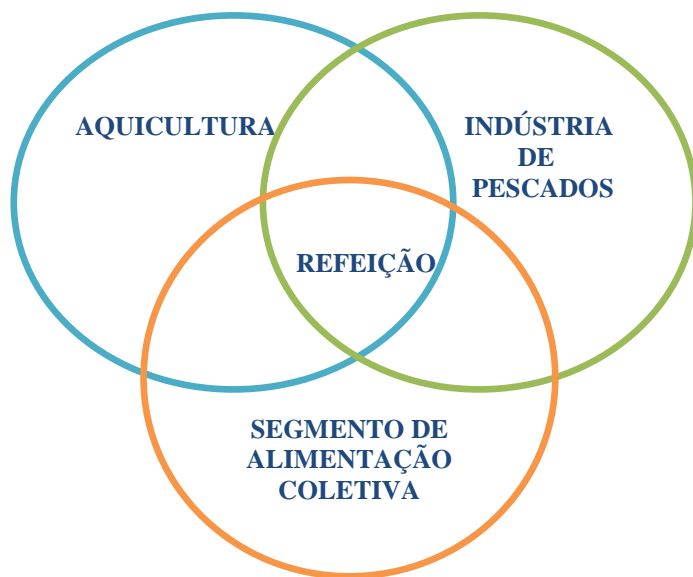 AQUICULTURA
INDÚSTRIA
DE
PESCADOS
REFEIÇÃO
SEGMENTO DE
ALIMENTAÇÃO
COLETIVA